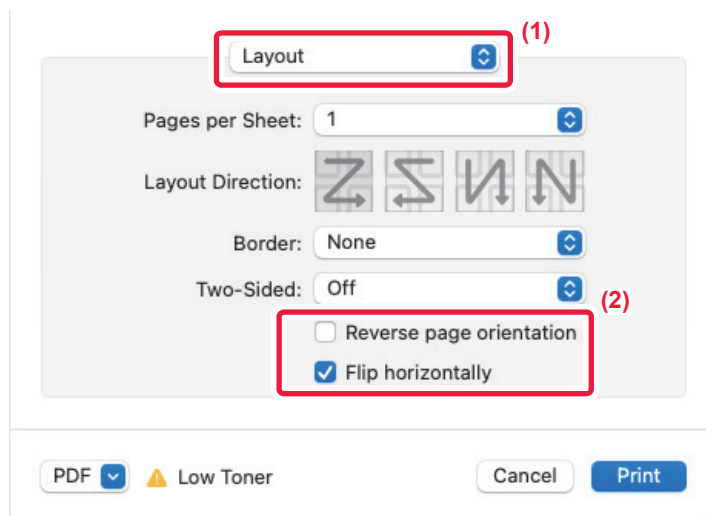 (1)
Layout
Pages per Sheet: 1
Layout Direction:
Border: None
Two-Sided: Off
(2)
Reverse page orientation
Flip horizontally
PDF Low Toner Cancel Print